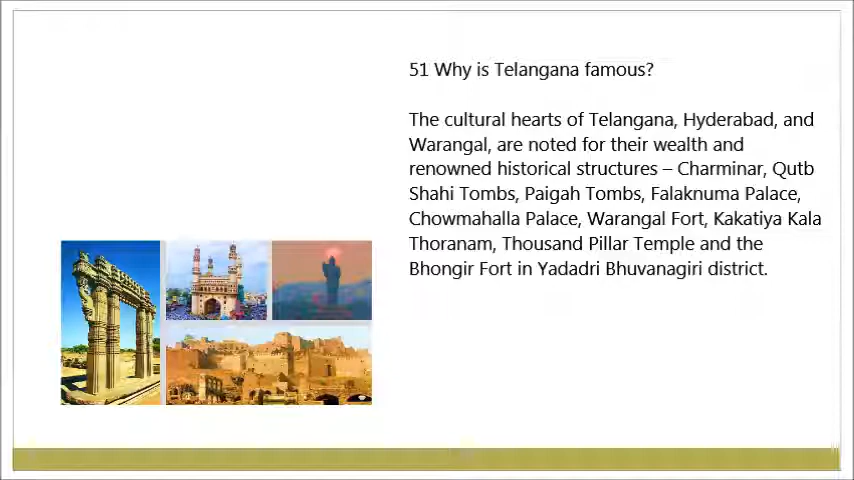 51 Why is Telangana famous?
The cultural hearts of Telangana, Hyderabad, and
Warangal, are noted for their wealth and
renowned historical structures – Charminar, Qutb
Shahi Tombs, Paigah Tombs, Falaknuma Palace,
Chowmahalla Palace, Warangal Fort, Kakatiya Kala
Thoranam, Thousand Pillar Temple and the
Bhongir Fort in Yadadri Bhuvanagiri district.